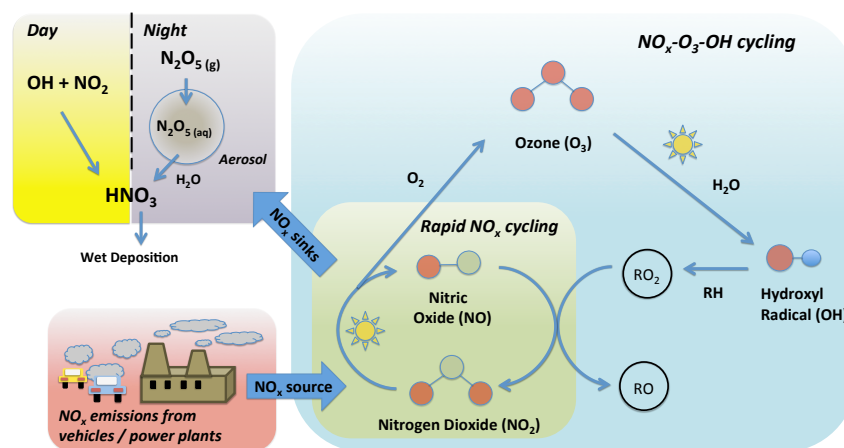 Day
Night
N₂O₅ (g)
OH + NO₂
N₂O₅ (aq)
Aerosol
H₂O
HNO₃
Wet Deposition
NOₓ sinks
NOₓ-O₃-OH cycling
Ozone (O₃)
O₂
H₂O
Rapid NOₓ cycling
Nitric
Oxide (NO)
RO₂
RH
Hydroxyl
Radical (OH)
NOₓ source
Nitrogen Dioxide (NO₂)
RO
NOₓ emissions from
vehicles / power plants